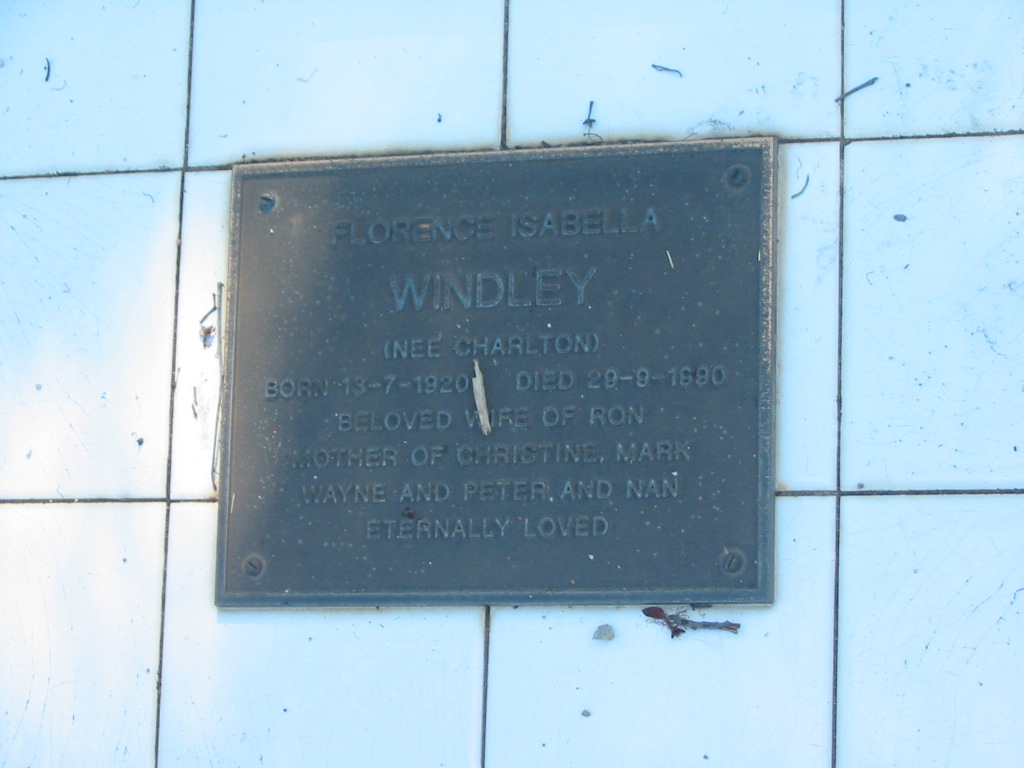 FLORENCE ISABELLA
WINDLEY
(NEE CHARLTON)
BORN 13-7-1920 DIED 29-9-1990
BELOVED WIFE OF RON
MOTHER OF CHRISTINE, MARK
WAYNE AND PETER, AND NAN
ETERNALLY LOVED